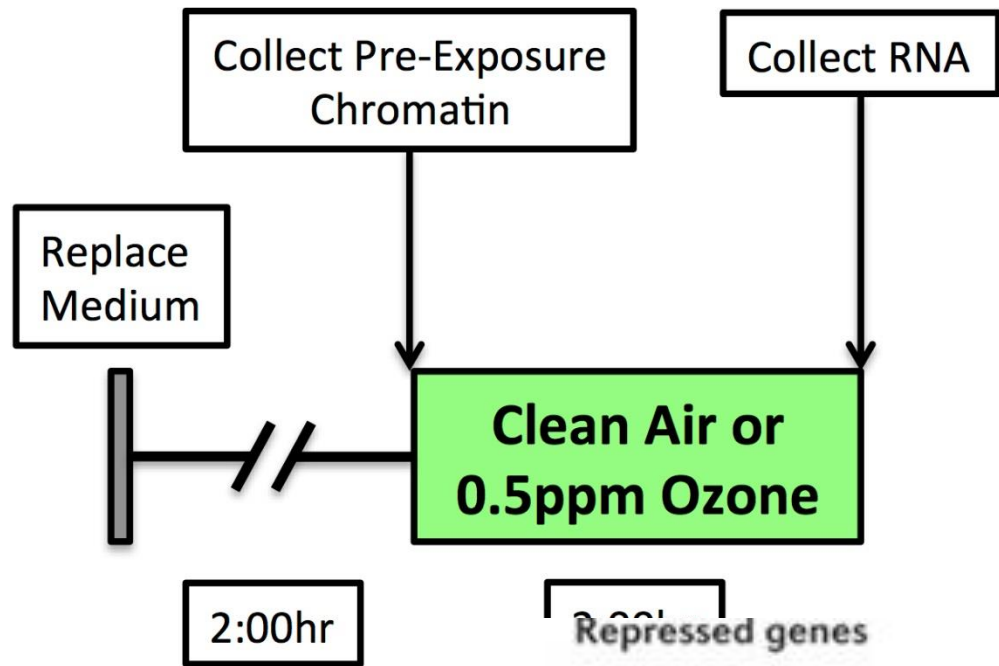 Collect Pre-Exposure
Chromatin
Collect RNA
Replace
Medium
Clean Air or
0.5ppm Ozone
2:00hr
Repressed genes